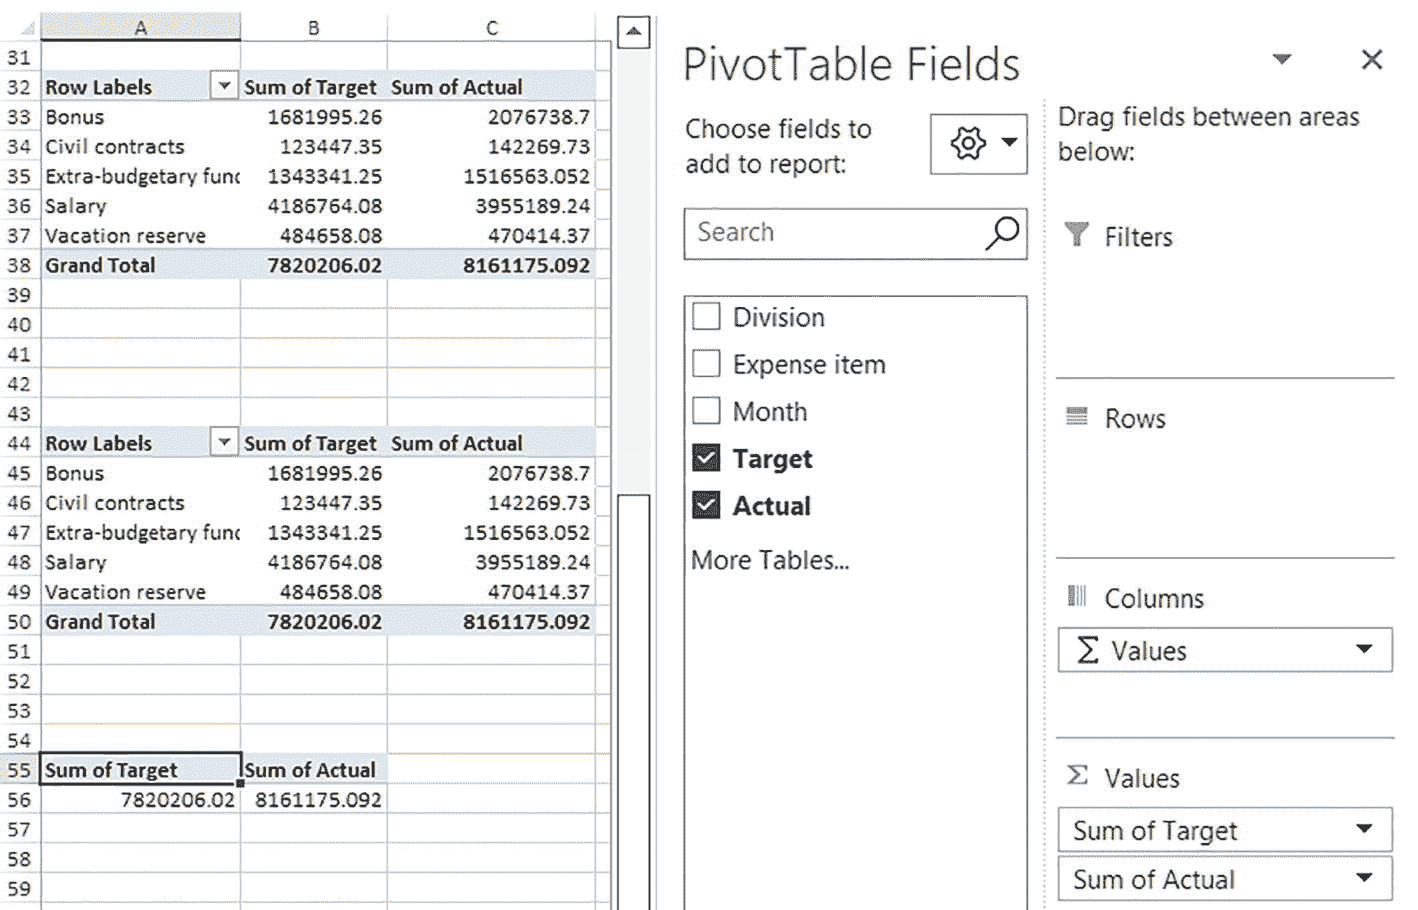 A B C
31
32 Row Labels Sum of Target Sum of Actual
33 Bonus 1681995.26 2076738.7
34 Civil contracts 123447.35 142269.73
35 Extra-budgetary func 1343341.25 1516563.052
36 Salary 4186764.08 3955189.24
37 Vacation reserve 484658.08 470414.37
38 Grand Total 7820206.02 8161175.092
39
40
41
42
43
44 Row Labels Sum of Target Sum of Actual
45 Bonus 1681995.26 2076738.7
46 Civil contracts 123447.35 142269.73
47 Extra-budgetary func 1343341.25 1516563.052
48 Salary 4186764.08 3955189.24
49 Vacation reserve 484658.08 470414.37
50 Grand Total 7820206.02 8161175.092
51
52
53
54
55 Sum of Target Sum of Actual
56 7820206.02 8161175.092
57
58
59
PivotTable Fields
Choose fields to
add to report:
Search
Division
Expense item
Month
Target
Actual
More Tables...
Drag fields between areas
below:
Filters
Rows
Columns
Σ Values
Σ Values
Sum of Target
Sum of Actual